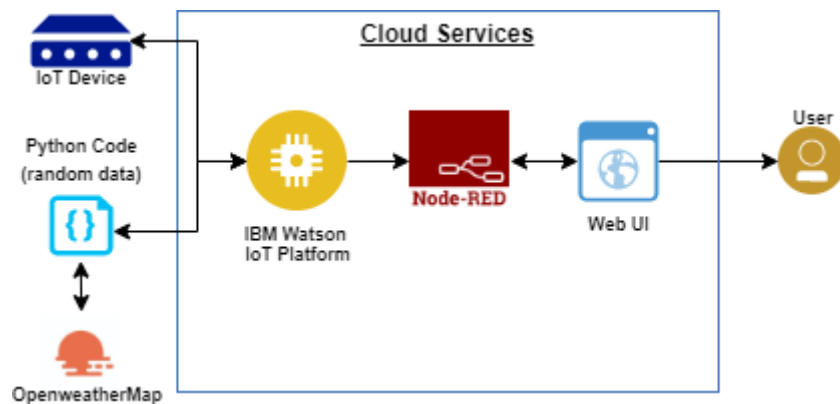 Cloud Services
IoT Device
Python Code
(random data)
{}
IBM Watson
IoT Platform
Node-RED
Web UI
User
OpenweatherMap